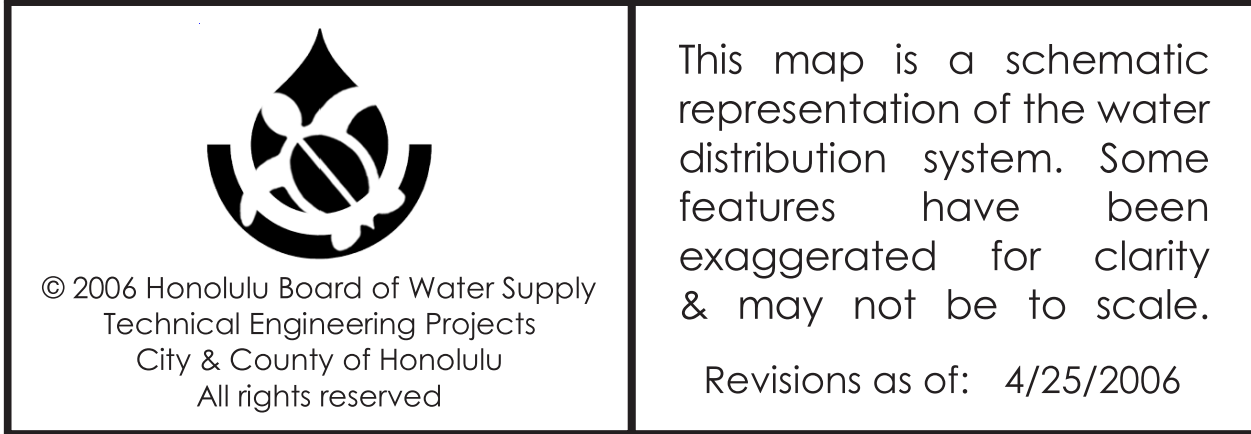 © 2006 Honolulu Board of Water Supply
Technical Engineering Projects
City & County of Honolulu
All rights reserved
This map is a schematic
representation of the water
distribution system. Some
features have been
exaggerated for clarity
& may not be to scale.
Revisions as of: 4/25/2006